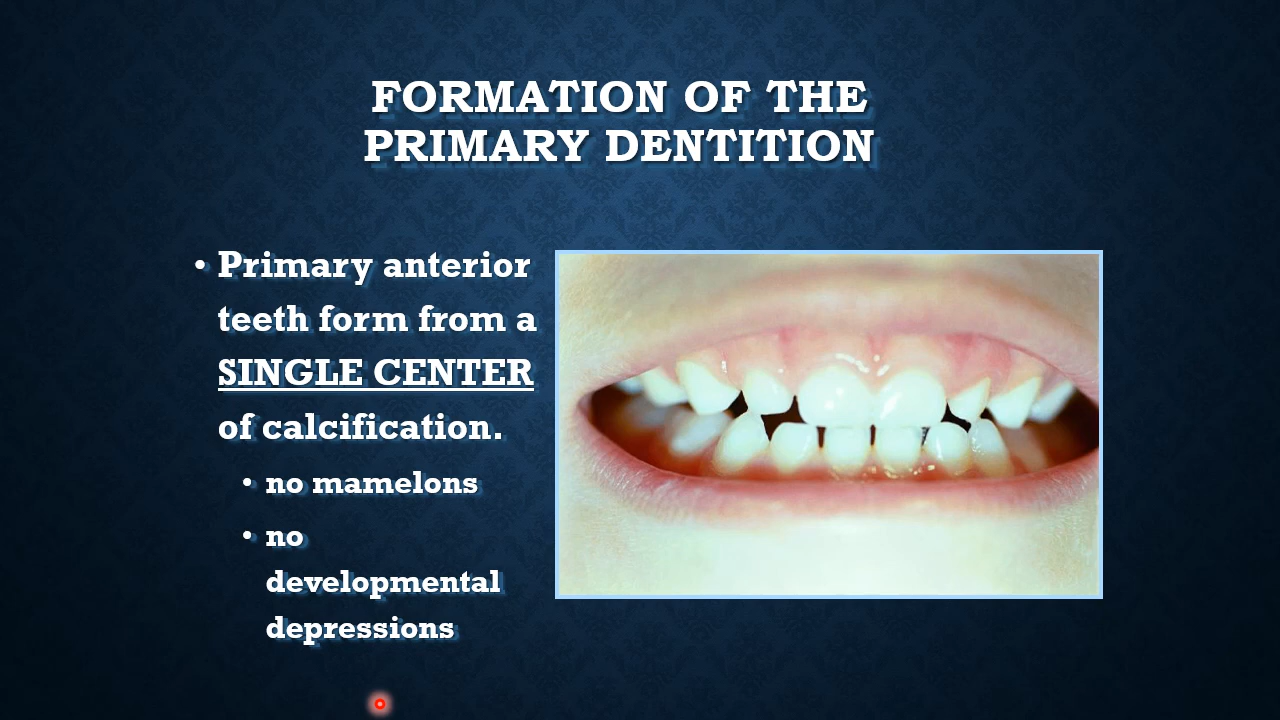 FORMATION OF THE
PRIMARY DENTITION
• Primary anterior
teeth form from a
SINGLE CENTER
of calcification.
• no mamelons
• no
developmental
depressions